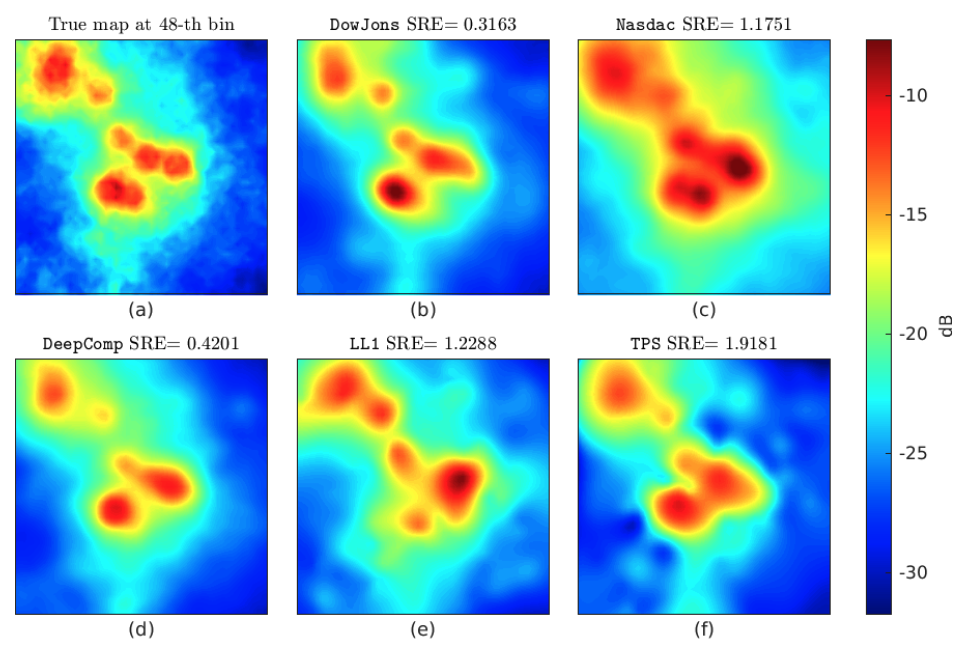 True map at 48-th bin
DowJons SRE= 0.3163
Nasdac SRE= 1.1751
(a)
(b)
(c)
DeepComp SRE= 0.4201
LL1 SRE= 1.2288
TPS SRE= 1.9181
(d)
(e)
(f)
-10
-15
-20
-25
-30
dB